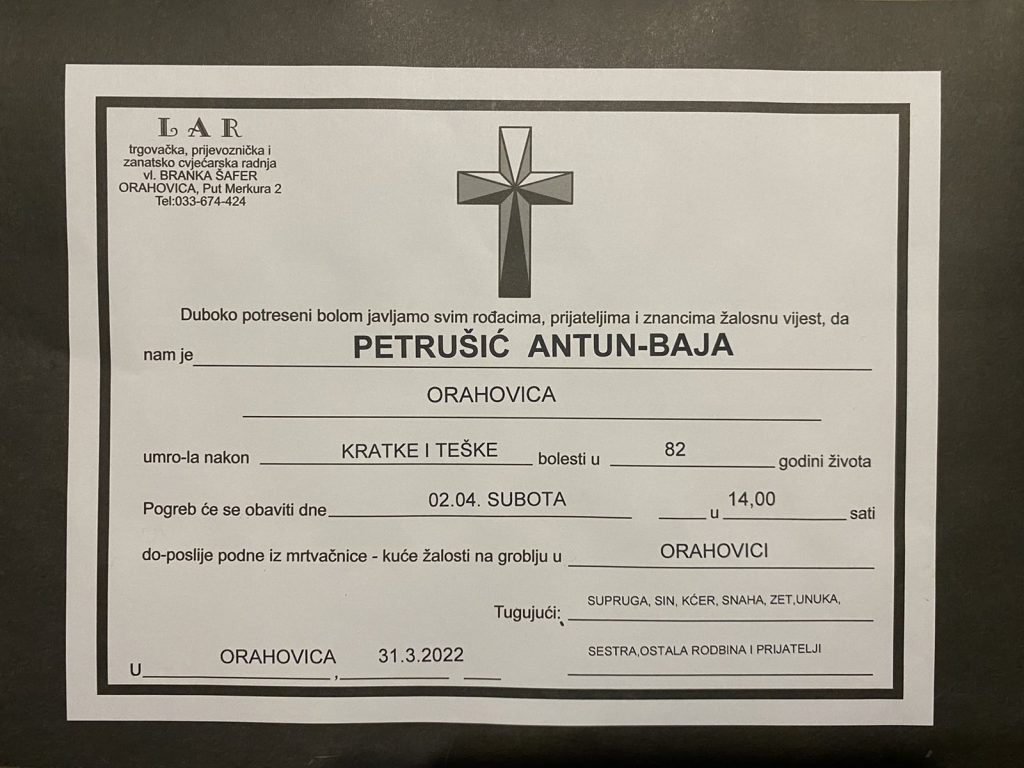 LAR
trgovačka, prijevoznička i
zanatsko cvjećarska radnja
vl. BRANKA ŠAFER
ORAHOVICA, Put Merkura 2
Tel:033-674-424
Duboko potreseni bolom javljamo svim rođacima, prijateljima i znancima žalosnu vijest, da
nam je PETRUŠIĆ ANTUN-BAJA
ORAHOVICA
umro-la nakon KRATKE I TEŠKE bolesti u 82 godini života
Pogreb će se obaviti dne 02.04. SUBOTA u 14,00 sati
do-poslije podne iz mrtvačnice - kuće žalosti na groblju u ORAHOVICI
Tugujući: SUPRUGA, SIN, KĆER, SNAHA, ZET,UNUKA,
SESTRA,OSTALA RODBINA I PRIJATELJI
U ORAHOVICA, 31.3.2022